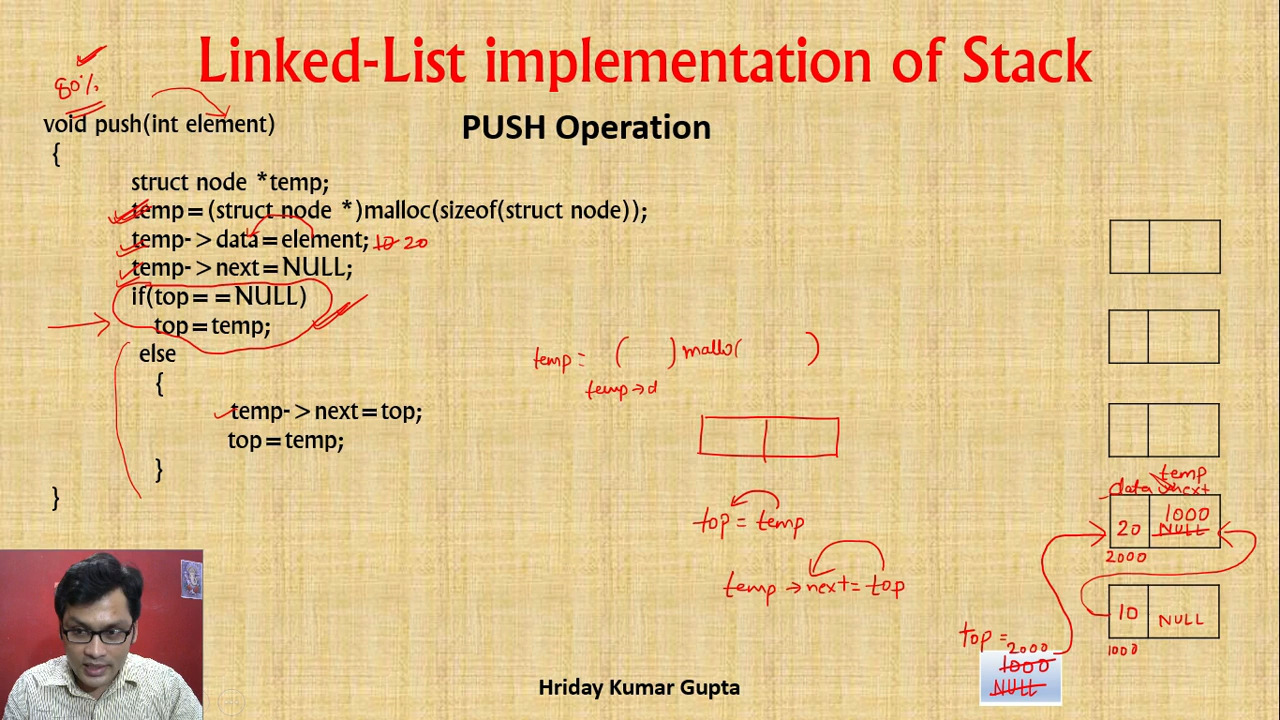 Linked-List implementation of Stack
80%
void push(int element)
PUSH Operation
{
struct node *temp;
temp=(struct node *)malloc(sizeof(struct node));
temp->data=element; 10 20
temp->next=NULL;
if(top==NULL)
top=temp;
else
{
temp->next=top;
top=temp;
}
}
temp = ( ) mallo( )
temp→d
top = temp
temp→next=top
temp
data next
20 1000
NULL
2000
10 NULL
1000
top =
2000
1000
NULL
Hriday Kumar Gupta